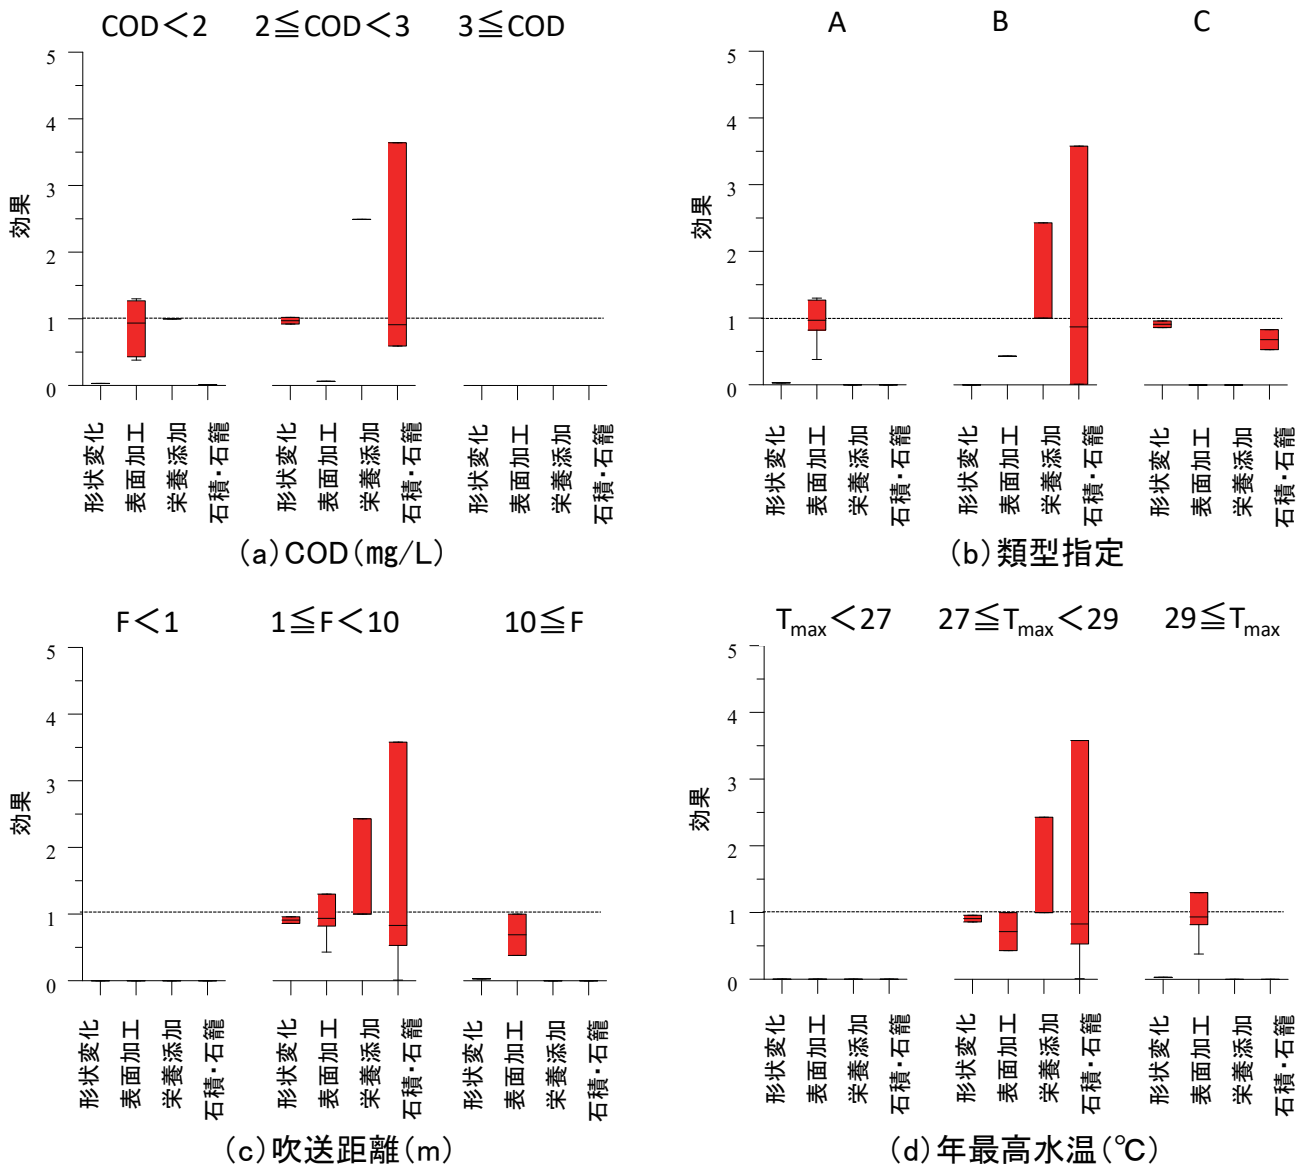 COD＜2 2≦COD＜3 3≦COD
5
4
3
2
1
0
効果
形状変化 表面加工 栄養添加 石積・石籠 形状変化 表面加工 栄養添加 石積・石籠 形状変化 表面加工 栄養添加 石積・石籠
（a）COD（㎎/L）
A B C
5
4
3
2
1
0
効果
形状変化 表面加工 栄養添加 石積・石籠 形状変化 表面加工 栄養添加 石積・石籠 形状変化 表面加工 栄養添加 石積・石籠
（b）類型指定
F＜1 1≦F＜10 10≦F
5
4
3
2
1
0
効果
形状変化 表面加工 栄養添加 石積・石籠 形状変化 表面加工 栄養添加 石積・石籠 形状変化 表面加工 栄養添加 石積・石籠
（c）吹送距離（m）
Tmax＜27 27≦Tmax＜29 29≦Tmax
5
4
3
2
1
0
効果
形状変化 表面加工 栄養添加 石積・石籠 形状変化 表面加工 栄養添加 石積・石籠 形状変化 表面加工 栄養添加 石積・石籠
（d）年最高水温（℃）